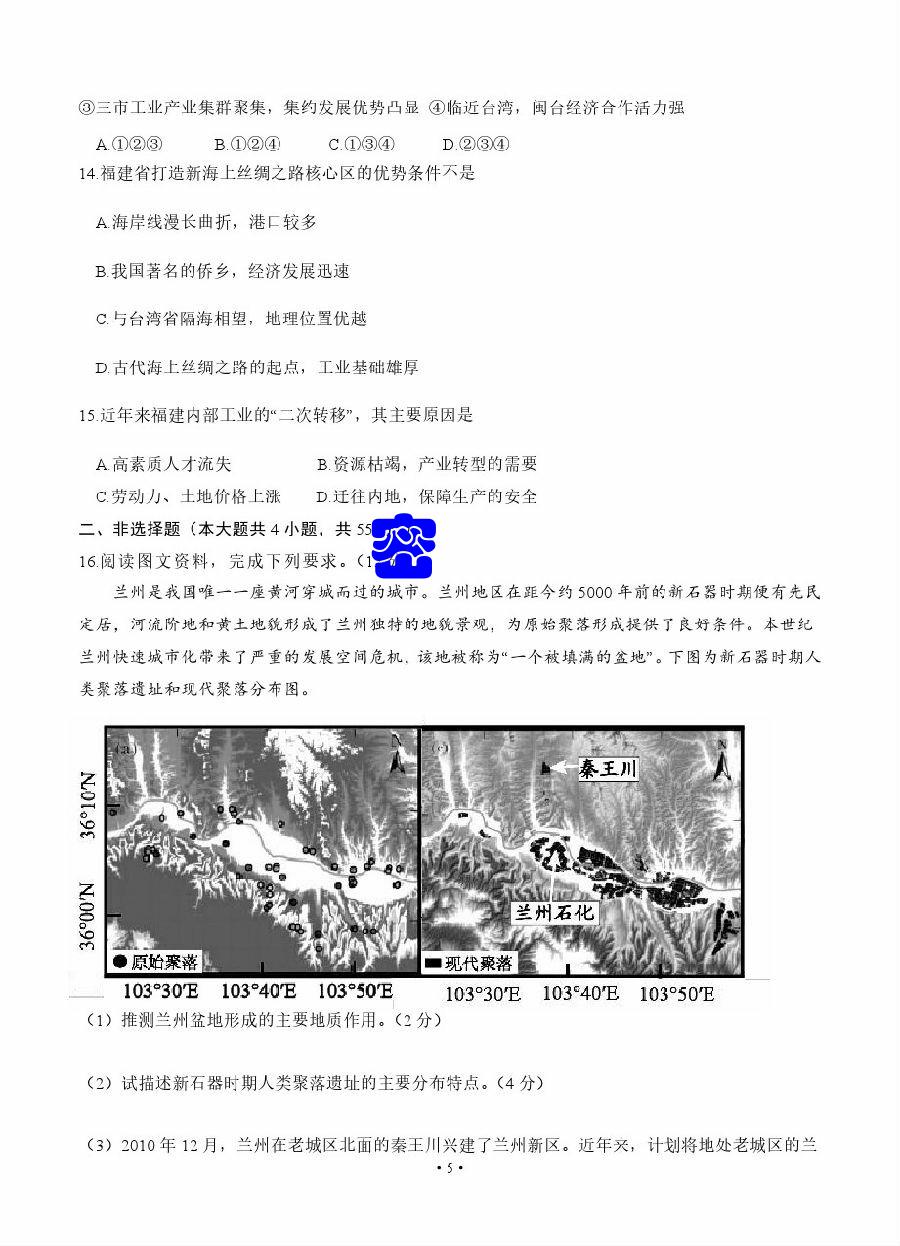 ③三市工业产业集群聚集，集约发展优势凸显 ④临近台湾，闽台经济合作活力强
A.①②③ B.①②④ C.①③④ D.②③④
14.福建省打造新海上丝绸之路核心区的优势条件不是
A.海岸线漫长曲折，港口较多
B.我国著名的侨乡，经济发展迅速
C.与台湾省隔海相望，地理位置优越
D.古代海上丝绸之路的起点，工业基础雄厚
15.近年来福建内部工业的“二次转移”，其主要原因是
A.高素质人才流失 B.资源枯竭，产业转型的需要
C.劳动力、土地价格上涨 D.迁往内地，保障生产的安全
二、非选择题（本大题共4小题，共55
16.阅读图文资料，完成下列要求。（1
兰州是我国唯一一座黄河穿城而过的城市。兰州地区在距今约5000年前的新石器时期便有先民
定居，河流阶地和黄土地貌形成了兰州独特的地貌景观，为原始聚落形成提供了良好条件。本世纪
兰州快速城市化带来了严重的发展空间危机，该地被称为“一个被填满的盆地”。下图为新石器时期人
类聚落遗址和现代聚落分布图。
(a) N (c) N
秦王川
36°10′N
兰州石化
36°00′N
原始聚落 现代聚落
103°30′E 103°40′E 103°50′E 103°30′E 103°40′E 103°50′E
（1）推测兰州盆地形成的主要地质作用。（2分）
（2）试描述新石器时期人类聚落遗址的主要分布特点。（4分）
（3）2010年12月，兰州在老城区北面的秦王川兴建了兰州新区。近年来，计划将地处老城区的兰
·5·